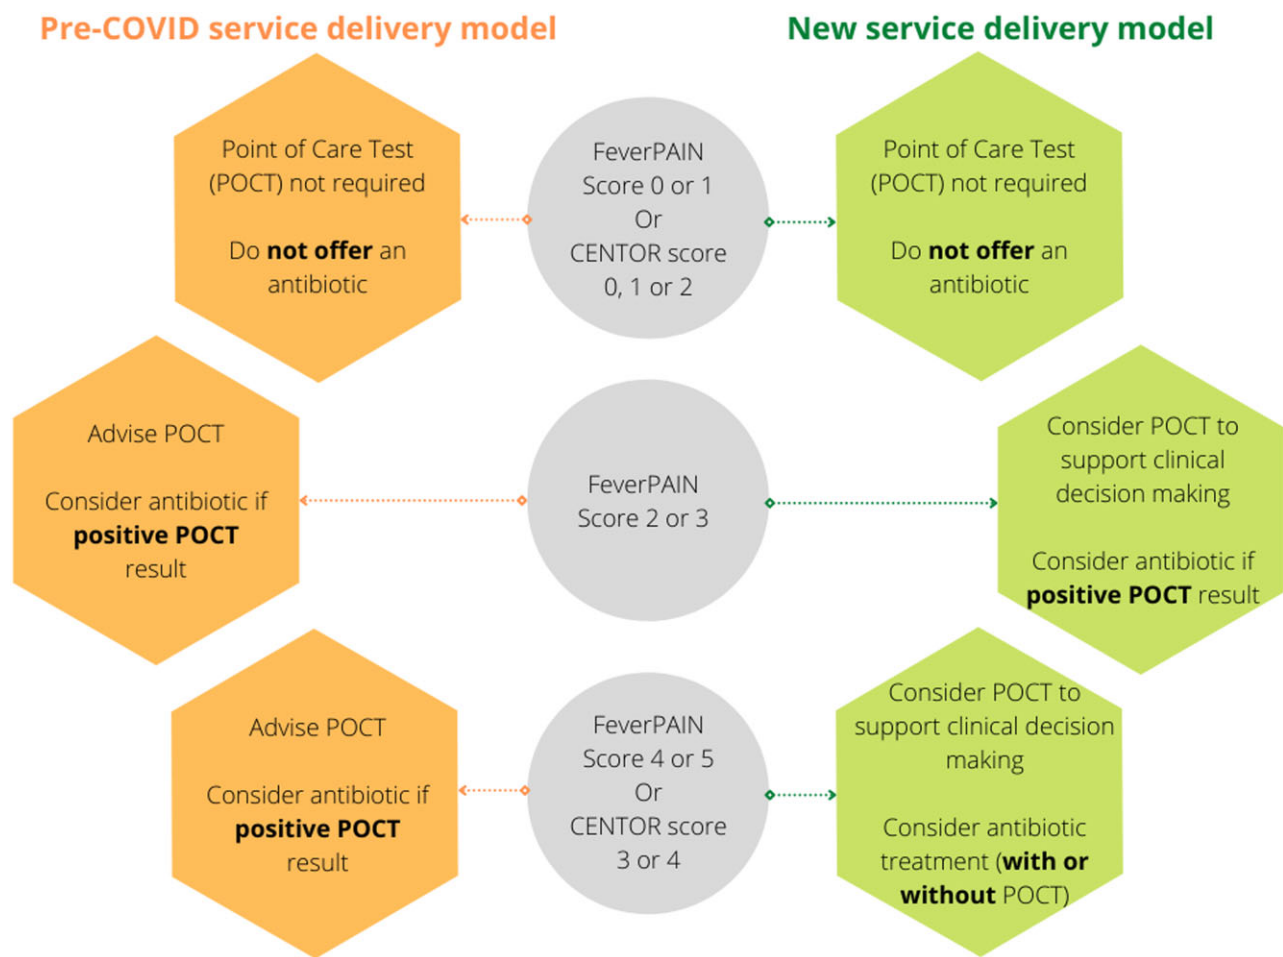 Pre-COVID service delivery model
New service delivery model
Point of Care Test
(POCT) not required
Do not offer an
antibiotic
FeverPAIN
Score 0 or 1
Or
CENTOR score
0, 1 or 2
Point of Care Test
(POCT) not required
Do not offer an
antibiotic
Advise POCT
Consider antibiotic if
positive POCT
result
FeverPAIN
Score 2 or 3
Consider POCT to
support clinical
decision making
Consider antibiotic if
positive POCT result
Advise POCT
Consider antibiotic if
positive POCT
result
FeverPAIN
Score 4 or 5
Or
CENTOR score
3 or 4
Consider POCT to
support clinical decision
making
Consider antibiotic
treatment (with or
without POCT)